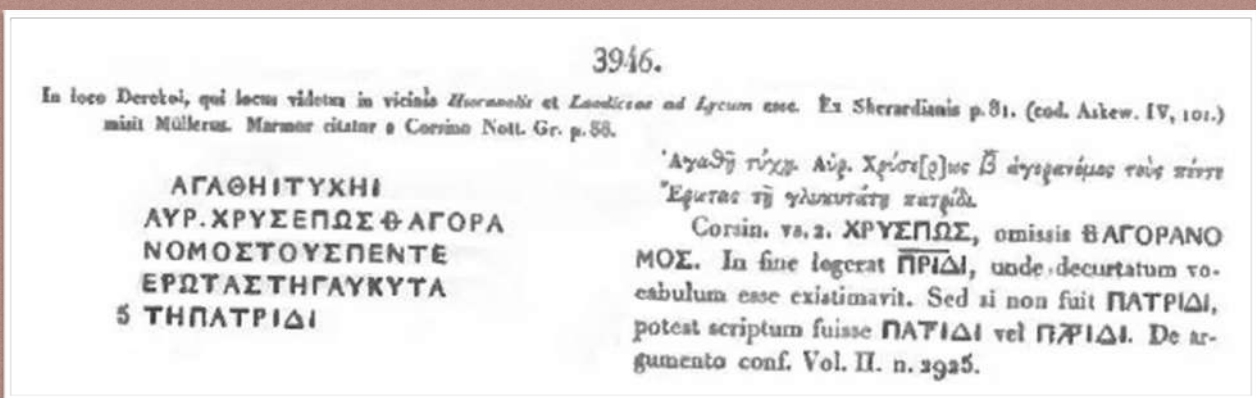 3946.
In loco Derekoi, qui locus videtur in vicinia Hierapolis et Laodiceae ad Lycum esse. Ex Sherardianis p. 81. (cod. Askew. IV, 101.)
misit Müllerus. Marmor citatur a Corsino Nott. Gr. p. 58.
ΑΓΑΘΗΙΤΥΧΗΙ
ΑΥΡ. ΧΡΥΣΕΠΩΣ Β ΑΓΟΡΑ
ΝΟΜΟΣΤΟΥΣΠΕΝΤΕ
ΕΡΩΤΑΣΤΗΓΛΥΚΥΤΑ
5 ΤΗΠΑΤΡΙΔΙ
Ἀγαθῇ τύχῃ. Αὐρ. Χρύσε[ρ]ως B̅ ἀγορανόμος τοὺς πέντε
Ἔρωτας τῇ γλυκυτάτῃ πατρίδι.
Corsin. vs. 2. ΧΡΥΣΠΩΣ, omissis ΒΑΓΟΡΑΝΟ
ΜΟΣ. In fine legerat ΠΡΙΔΙ, unde decurtatum vo-
cabulum esse existimavit. Sed si non fuit ΠΑΤΡΙΔΙ,
potest scriptum fuisse vel De ar-
gumento conf. Vol. II. n. 2925.